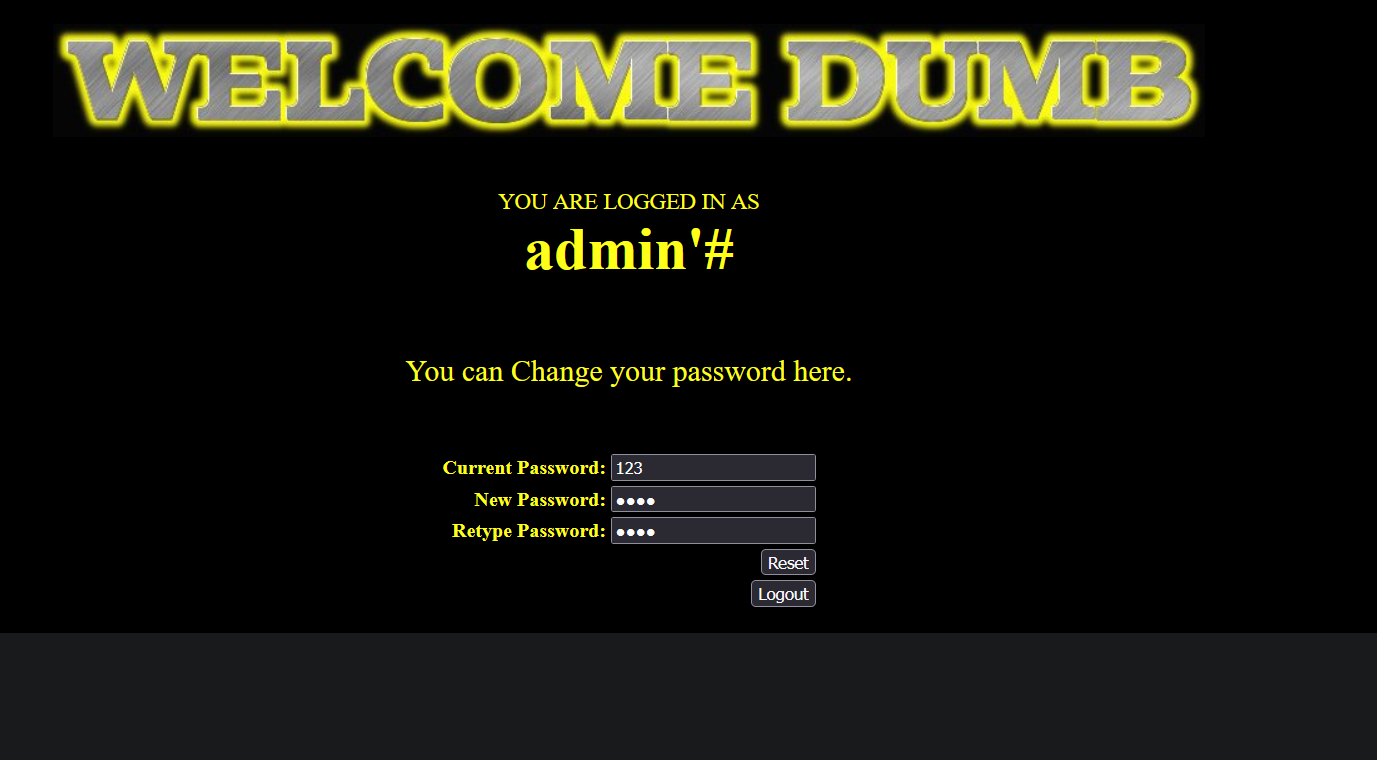 WELCOME DUMB
YOU ARE LOGGED IN AS
admin'#
You can Change your password here.
Current Password: 123
New Password: ●●●●
Retype Password: ●●●●
Reset
Logout